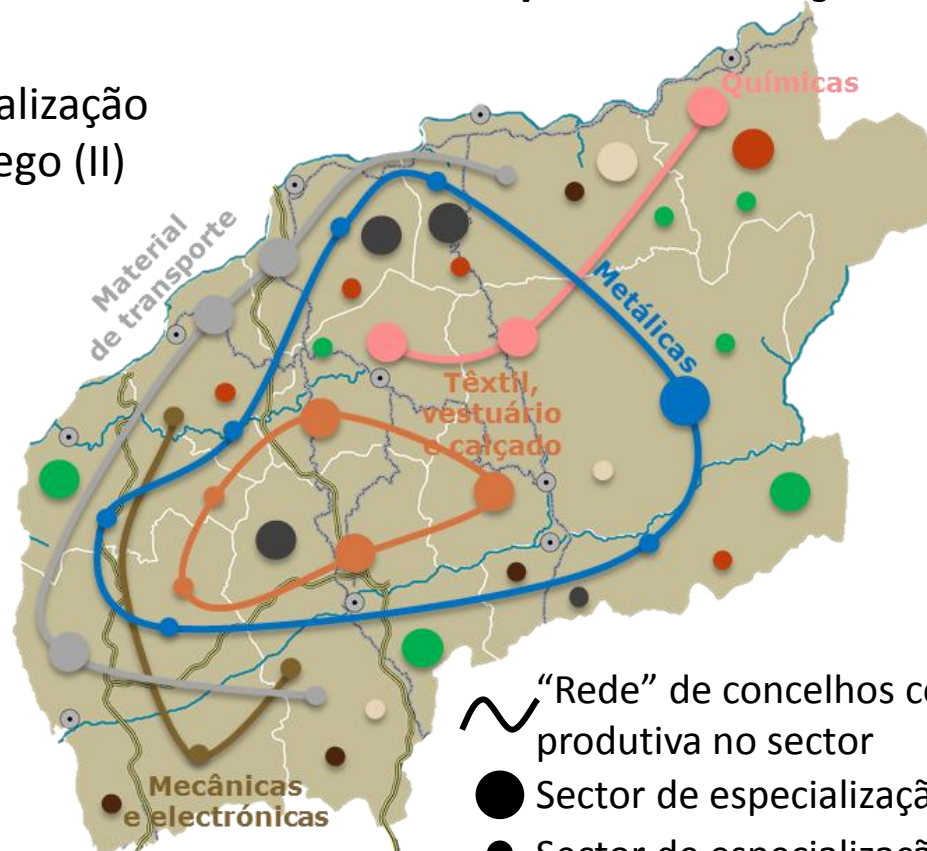 alização
ego (II)
Químicas
Material
de transporte
Metálicas
Têxtil,
vestuário
e calçado
Mecânicas
e electrónicas
“Rede” de concelhos co
produtiva no sector
Sector de especializaçã